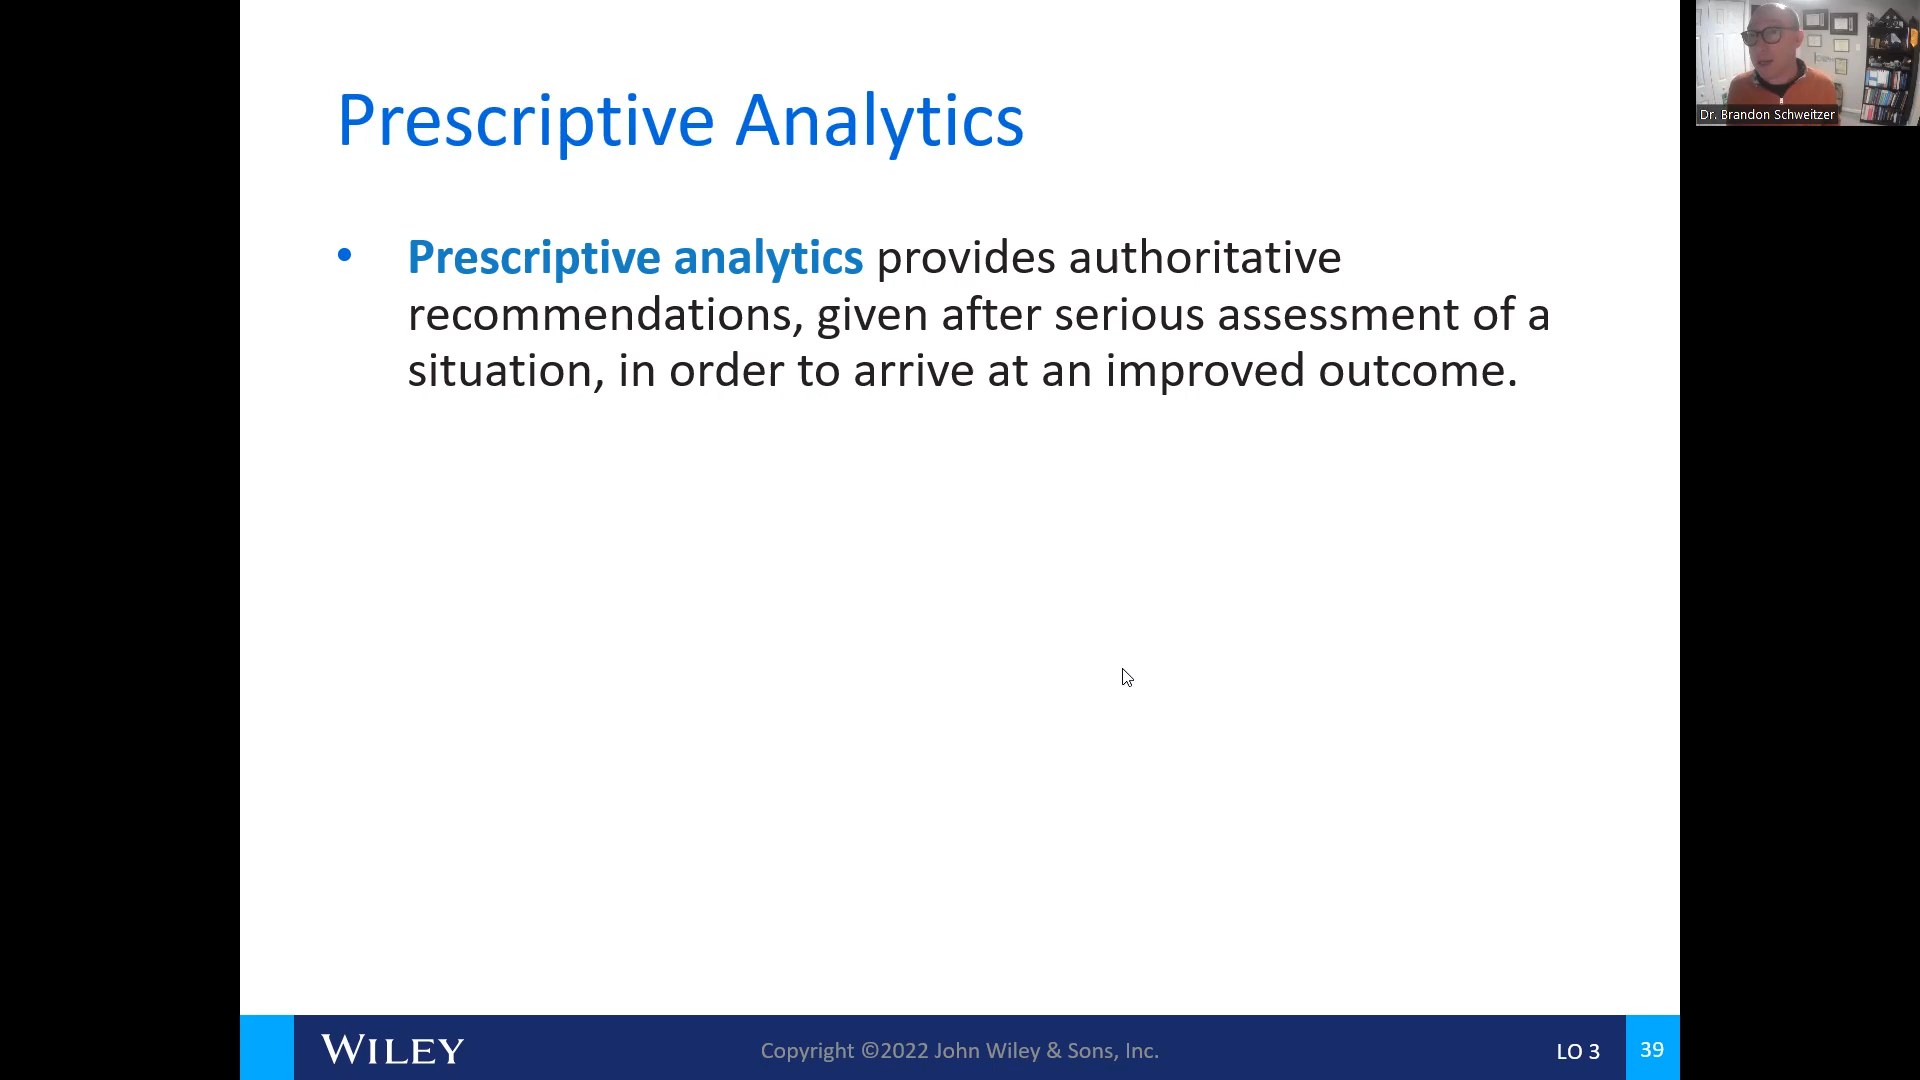 Prescriptive Analytics
• Prescriptive analytics provides authoritative
recommendations, given after serious assessment of a
situation, in order to arrive at an improved outcome.
Dr. Brandon Schweitzer
WILEY
Copyright ©2022 John Wiley & Sons, Inc.
LO 3
39